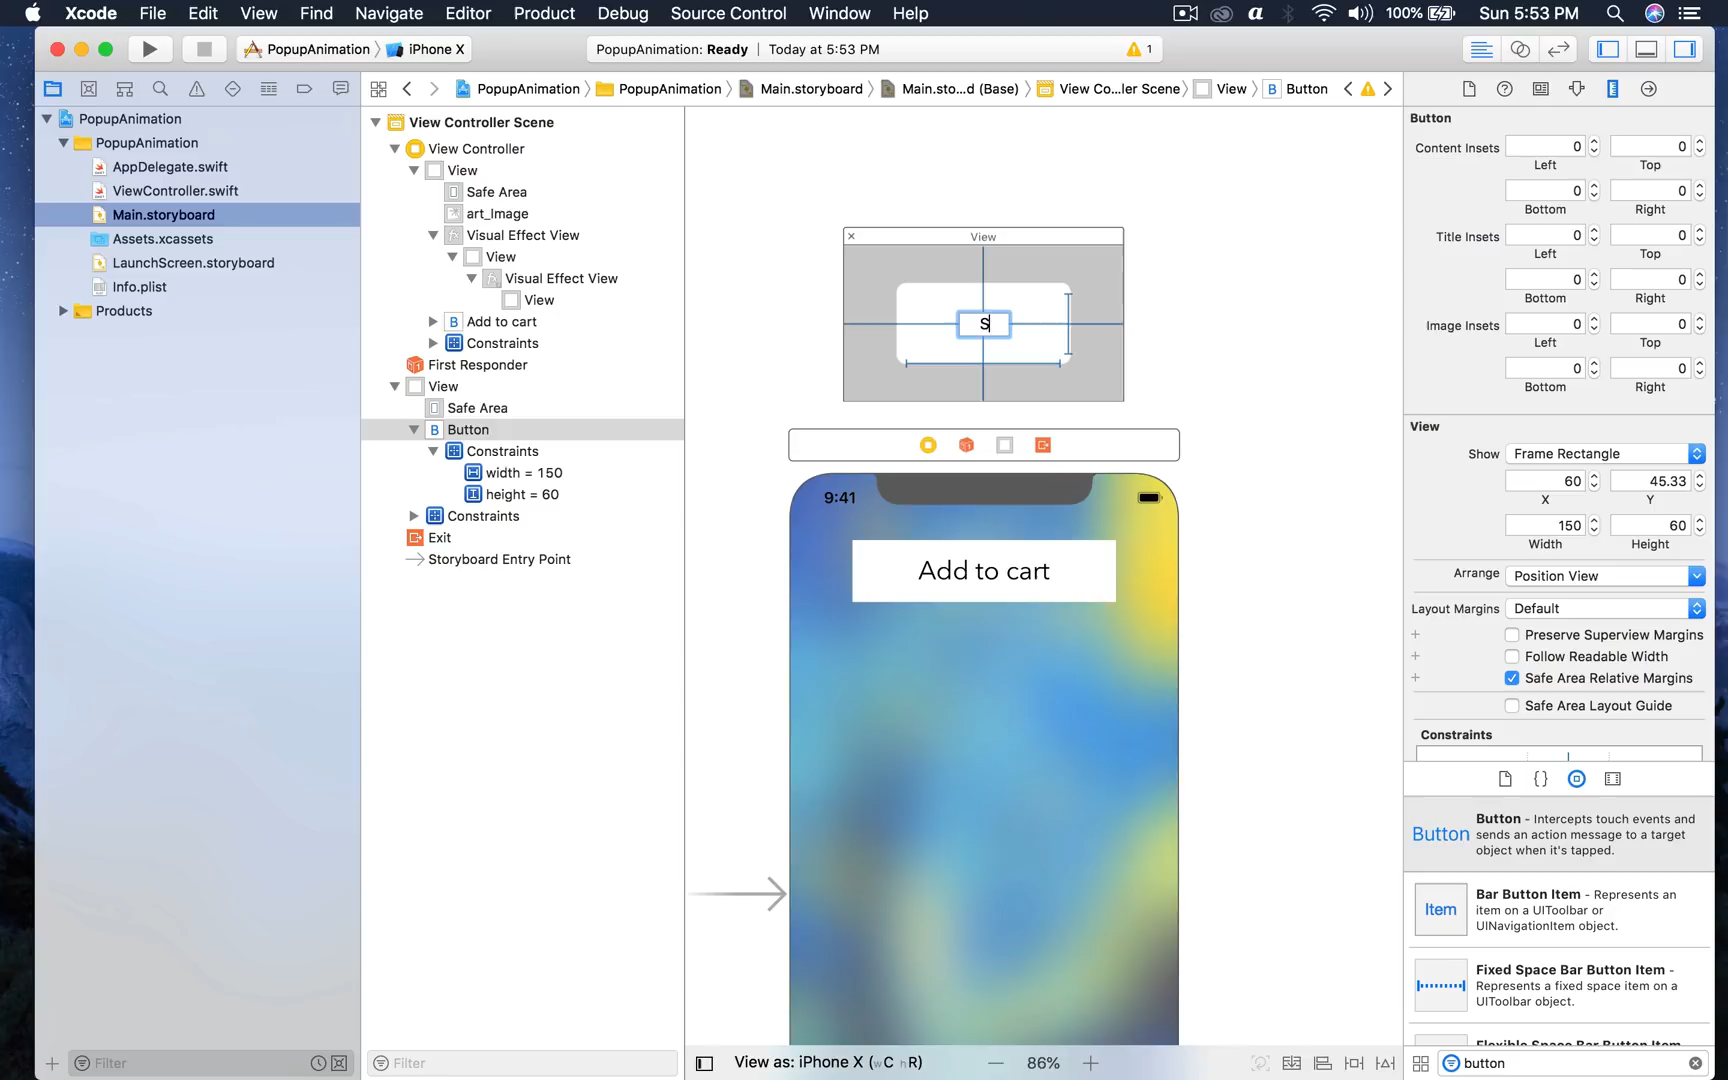 Xcode File Edit View Find Navigate Editor Product Debug Source Control Window Help 100% Sun 5:53 PM
PopupAnimation iPhone X PopupAnimation: Ready | Today at 5:53 PM 1
PopupAnimation PopupAnimation Main.storyboard Main.sto...d (Base) View Co...ler Scene View B Button
PopupAnimation
PopupAnimation
AppDelegate.swift
ViewController.swift
Main.storyboard
Assets.xcassets
LaunchScreen.storyboard
Info.plist
Products
Filter
View Controller Scene
View Controller
View
Safe Area
art_Image
Visual Effect View
View
Visual Effect View
View
B Add to cart
Constraints
First Responder
View
Safe Area
B Button
Constraints
width = 150
height = 60
Constraints
Exit
Storyboard Entry Point
Filter
View
S
9:41
Add to cart
View as: iPhone X (wC hR) 86%
Button
Content Insets 0 0
Left Top
0 0
Bottom Right
Title Insets 0 0
Left Top
0 0
Bottom Right
Image Insets 0 0
Left Top
0 0
Bottom Right
View
Show Frame Rectangle
60 45.33
X Y
150 60
Width Height
Arrange Position View
Layout Margins Default
Preserve Superview Margins
Follow Readable Width
Safe Area Relative Margins
Safe Area Layout Guide
Constraints
Button
Button - Intercepts touch events and
sends an action message to a target
object when it's tapped.
Item
Bar Button Item - Represents an
item on a UIToolbar or
UINavigationItem object.
Fixed Space Bar Button Item -
Represents a fixed space item on a
UIToolbar object.
Flexible Space Bar Button Item
button